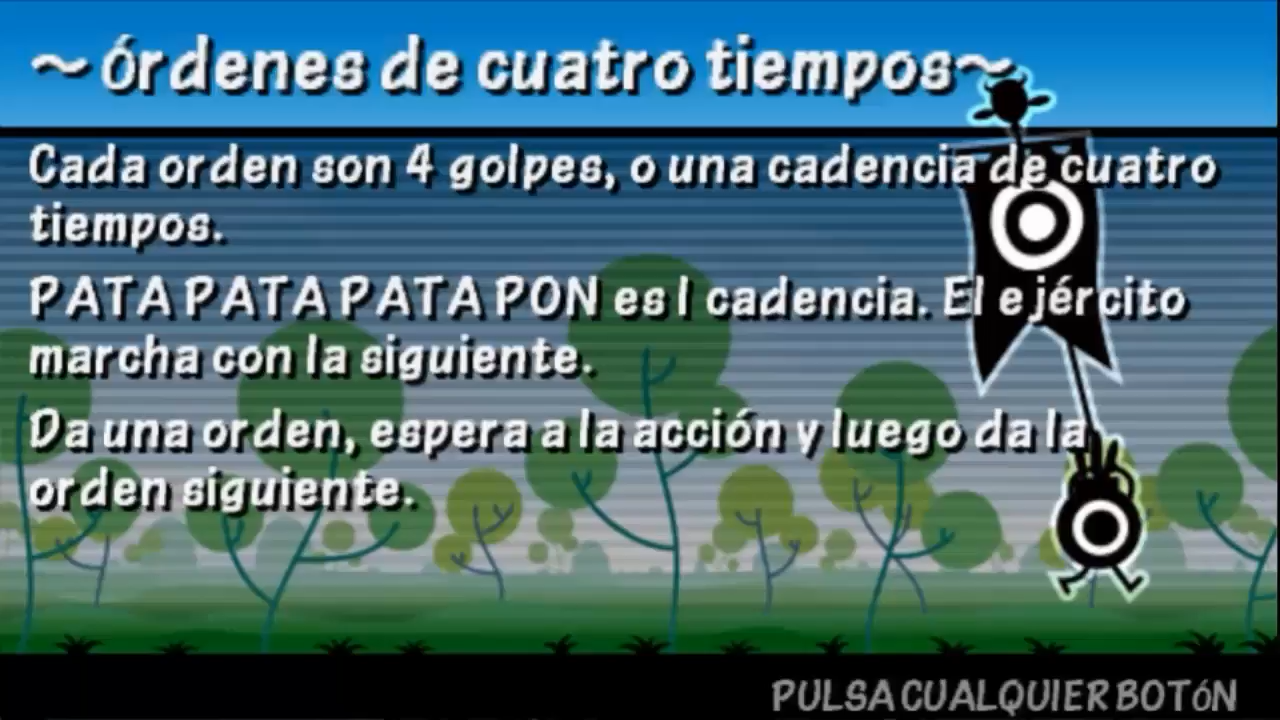 ~Órdenes de cuatro tiempos~
Cada orden son 4 golpes, o una cadencia de cuatro
tiempos.
PATA PATA PATA PON es 1 cadencia. El ejército
marcha con la siguiente.
Da una orden, espera a la acción y luego da la
orden siguiente.
PULSA CUALQUIER BOTÓN